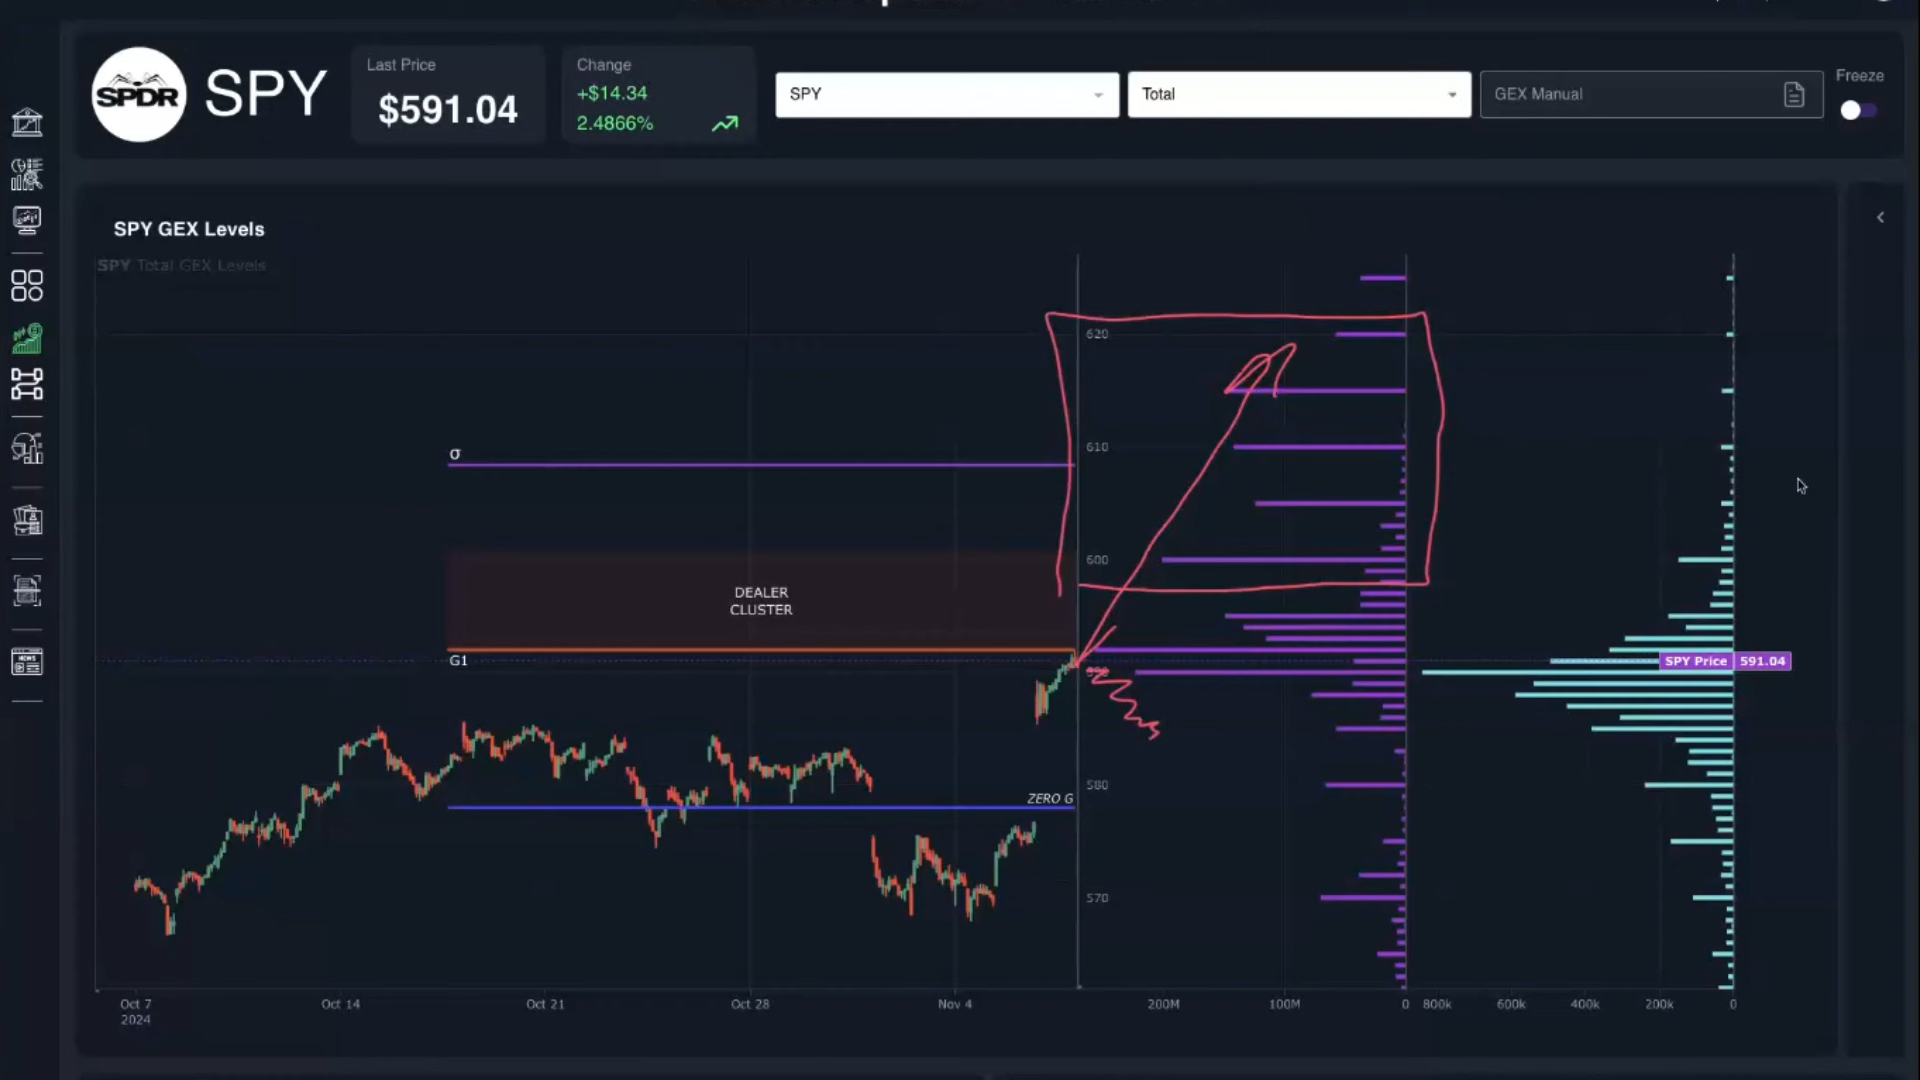 SPDR
SPY
Last Price
$591.04
Change
+$14.34
2.4866%
SPY
Total
GEX Manual
Freeze
SPY GEX Levels
SPY Total GEX Levels
620
σ
610
600
DEALER
CLUSTER
G1
SPY Price 591.04
580
ZERO G
570
Oct 7
2024
Oct 14
Oct 21
Oct 28
Nov 4
200M
100M
0
800k
600k
400k
200k
0
NEWS